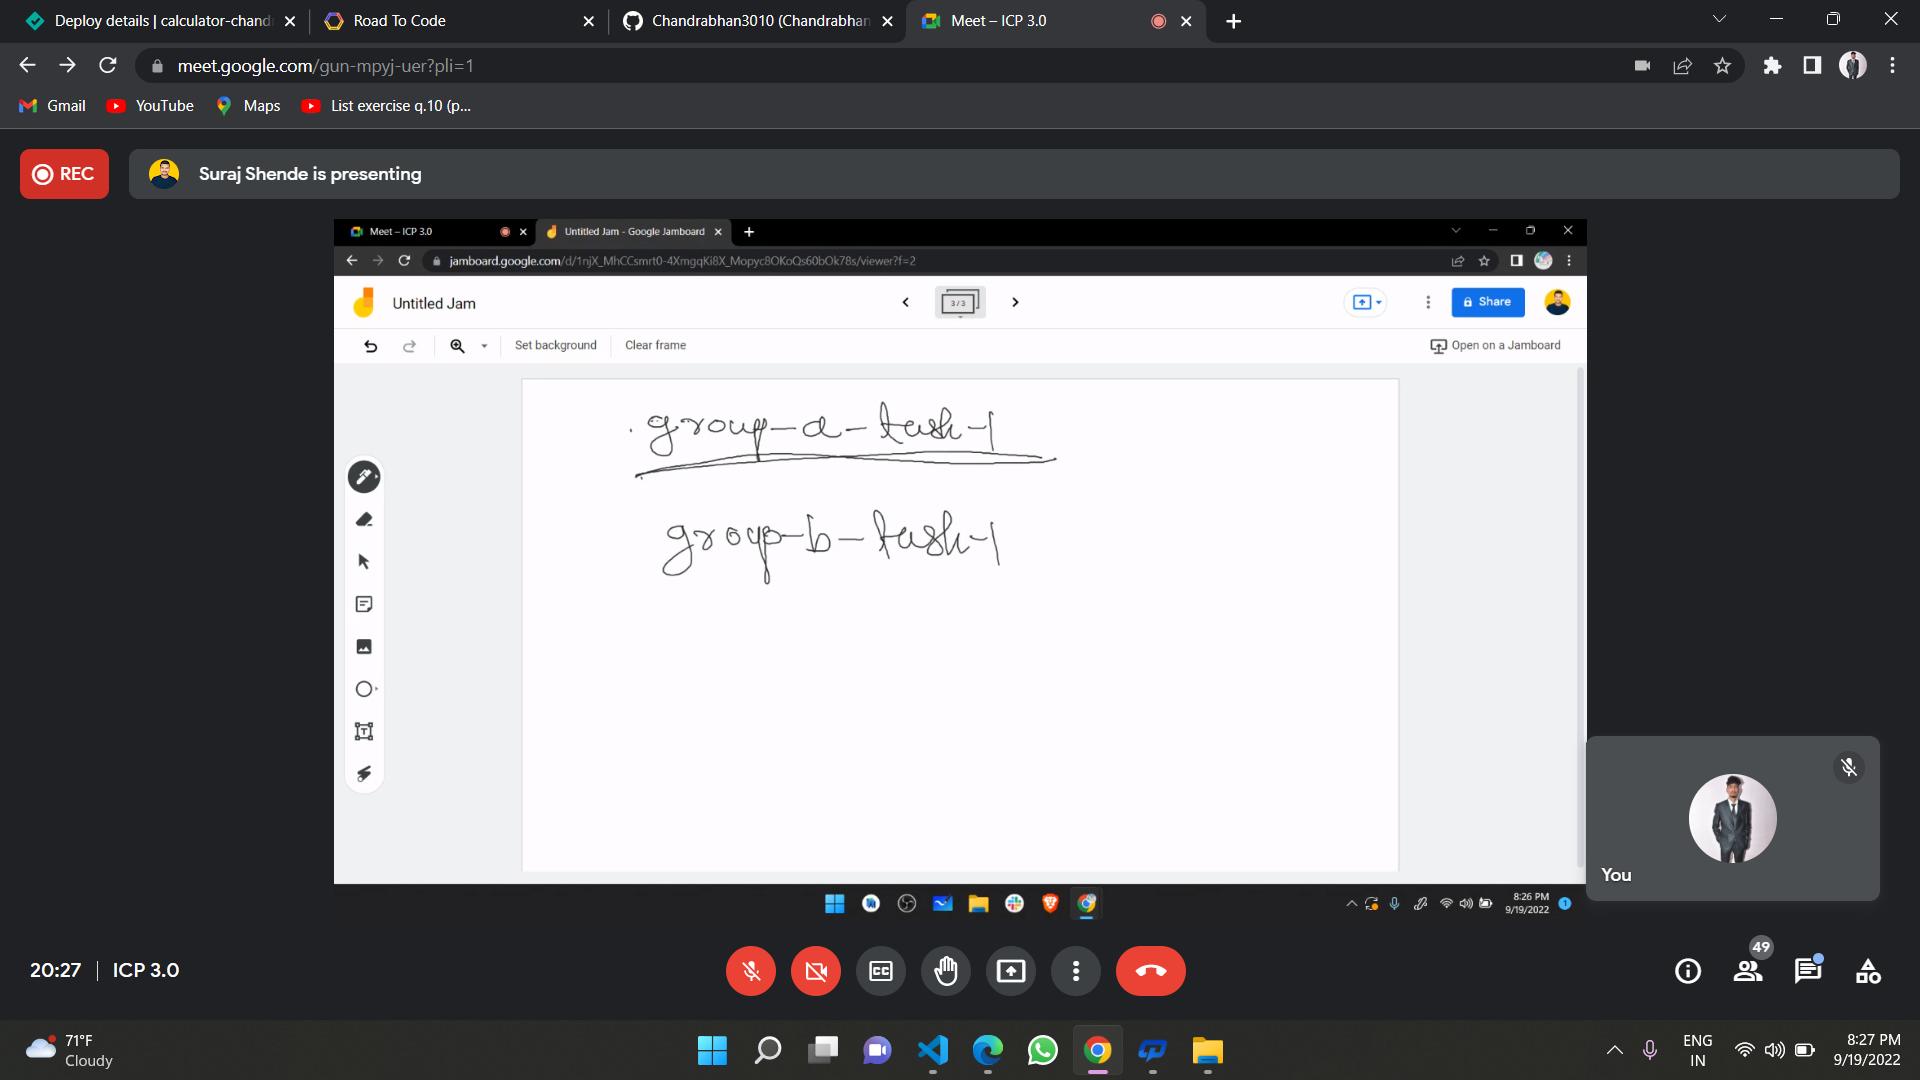 Deploy details | calculator-chand
Road To Code
Chandrabhan3010 (Chandrabhan
Meet – ICP 3.0
meet.google.com/gun-mpyj-uer?pli=1
Gmail
YouTube
Maps
List exercise q.10 (p...
REC
Suraj Shende is presenting
Meet – ICP 3.0
Untitled Jam - Google Jamboard
jamboard.google.com/d/1njX_MhCCsmrt0-4XmgqKi8X_Mopyc8OKoQs60bOk78s/viewer?f=2
Untitled Jam
3 / 3
Share
Set background
Clear frame
Open on a Jamboard
group-a-task-1
group-b-task-1
You
8:26 PM
9/19/2022
1
20:27 | ICP 3.0
CC
49
71°F
Cloudy
ENG
IN
8:27 PM
9/19/2022